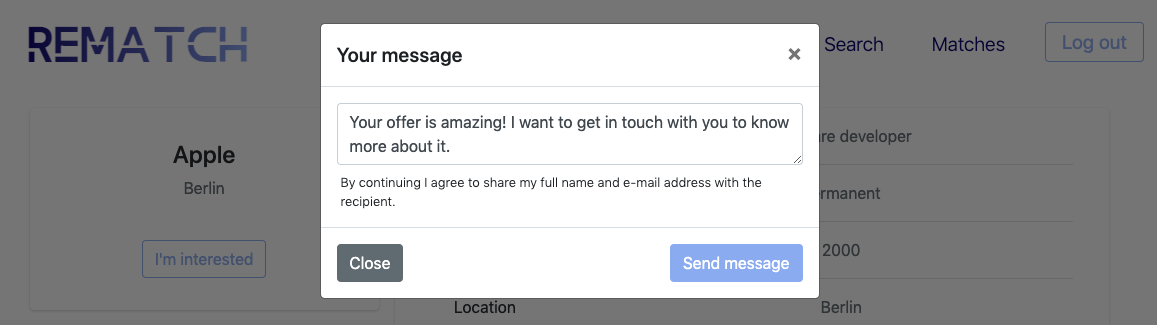 REMATCH
Search
Matches
Log out
Your message
×
Your offer is amazing! I want to get in touch with you to know
more about it.
By continuing I agree to share my full name and e-mail address with the
recipient.
Close
Send message
Apple
Berlin
I'm interested
developer
2000
Location
Berlin